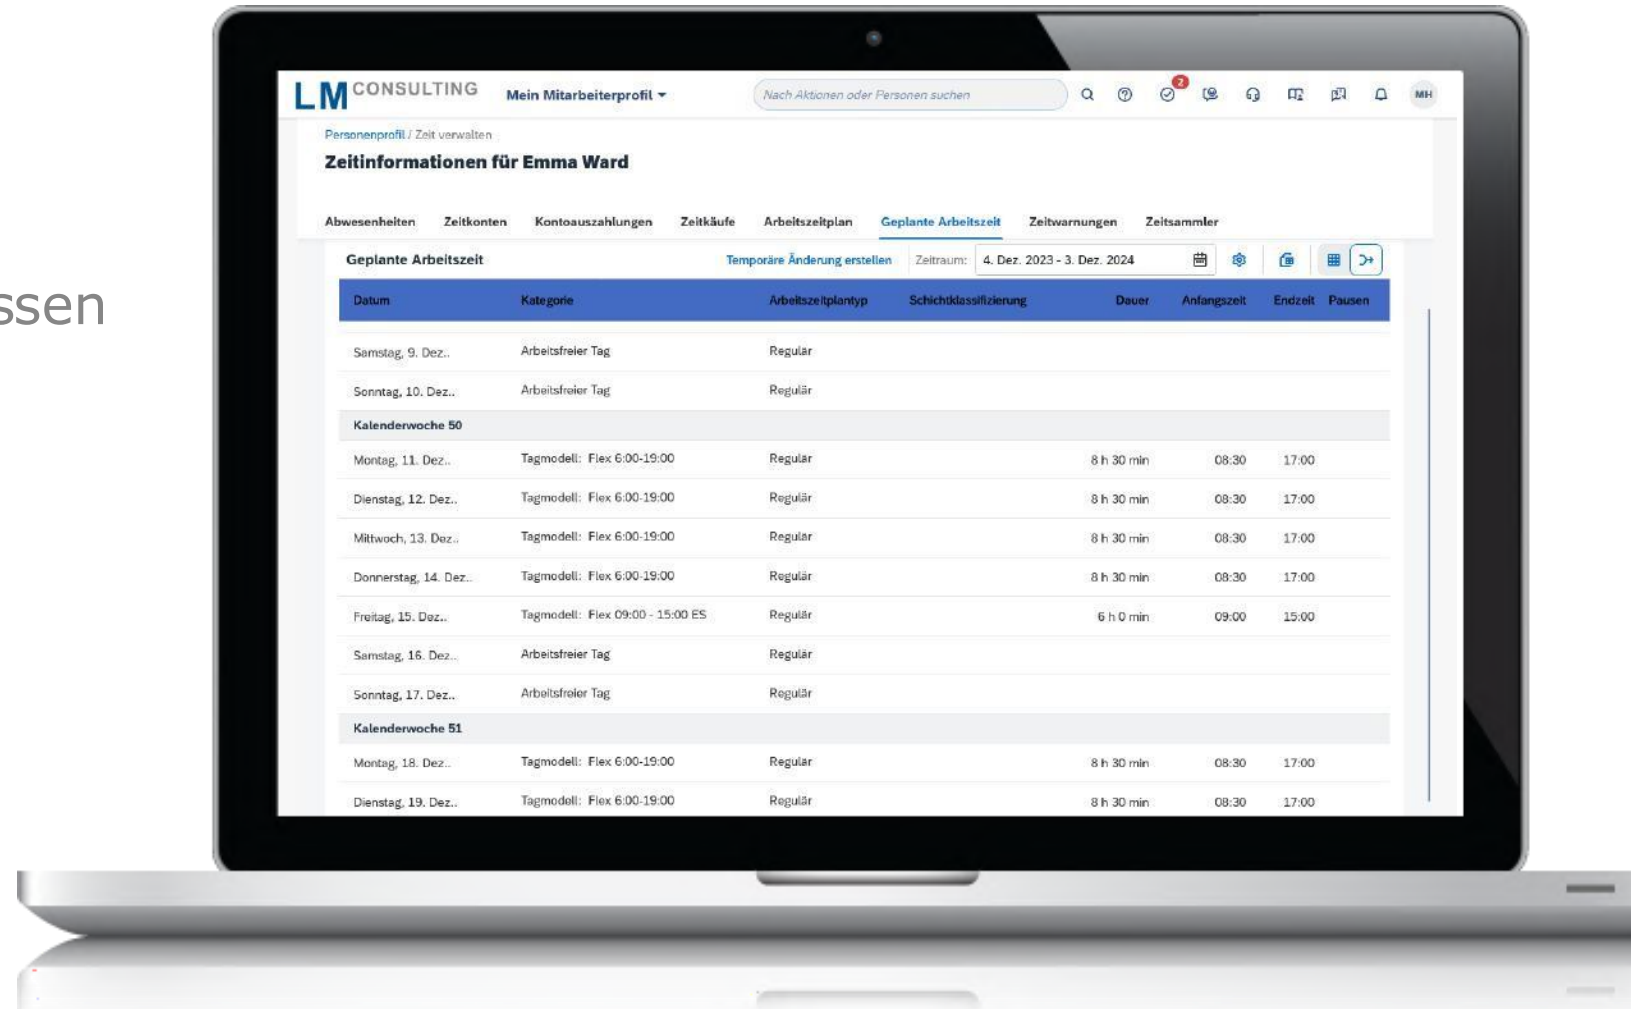 LM CONSULTING Mein Mitarbeiterprofil Nach Aktionen oder Personen suchen 2 MH
Personenprofil / Zeit verwalten
Zeitinformationen für Emma Ward
Abwesenheiten Zeitkonten Kontoauszahlungen Zeitkäufe Arbeitszeitplan Geplante Arbeitszeit Zeitwarnungen Zeitsammler
Geplante Arbeitszeit Temporäre Änderung erstellen Zeitraum: 4. Dez. 2023 - 3. Dez. 2024
ssen
Datum Kategorie Arbeitszeitplantyp Schichtklassifizierung Dauer Anfangszeit Endzeit Pausen
Samstag, 9. Dez.. Arbeitsfreier Tag Regulär
Sonntag, 10. Dez.. Arbeitsfreier Tag Regulär
Kalenderwoche 50
Montag, 11. Dez.. Tagmodell: Flex 6:00-19:00 Regulär 8 h 30 min 08:30 17:00
Dienstag, 12. Dez.. Tagmodell: Flex 6:00-19:00 Regulär 8 h 30 min 08:30 17:00
Mittwoch, 13. Dez.. Tagmodell: Flex 6:00-19:00 Regulär 8 h 30 min 08:30 17:00
Donnerstag, 14. Dez.. Tagmodell: Flex 6:00-19:00 Regulär 8 h 30 min 08:30 17:00
Freitag, 15. Dez.. Tagmodell: Flex 09:00 - 15:00 ES Regulär 6 h 0 min 09:00 15:00
Samstag, 16. Dez.. Arbeitsfreier Tag Regulär
Sonntag, 17. Dez.. Arbeitsfreier Tag Regulär
Kalenderwoche 51
Montag, 18. Dez.. Tagmodell: Flex 6:00-19:00 Regulär 8 h 30 min 08:30 17:00
Dienstag, 19. Dez.. Tagmodell: Flex 6:00-19:00 Regulär 8 h 30 min 08:30 17:00